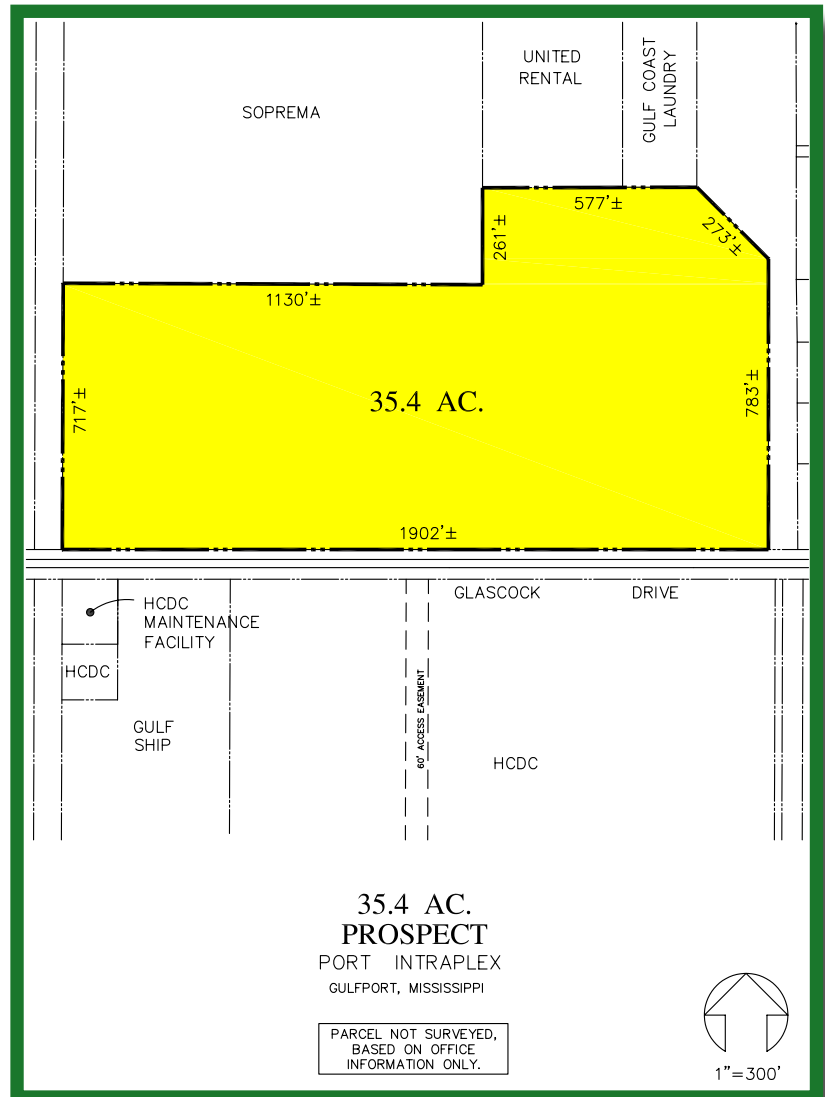 SOPREMA
UNITED
RENTAL
GULF COAST
LAUNDRY
577'±
261'±
273'±
1130'±
717'±
35.4 AC.
783'±
1902'±
GLASCOCK DRIVE
HCDC
MAINTENANCE
FACILITY
HCDC
GULF
SHIP
60' ACCESS EASEMENT
HCDC
35.4 AC.
PROSPECT
PORT INTRAPLEX
GULFPORT, MISSISSIPPI
PARCEL NOT SURVEYED,
BASED ON OFFICE
INFORMATION ONLY.
1"=300'